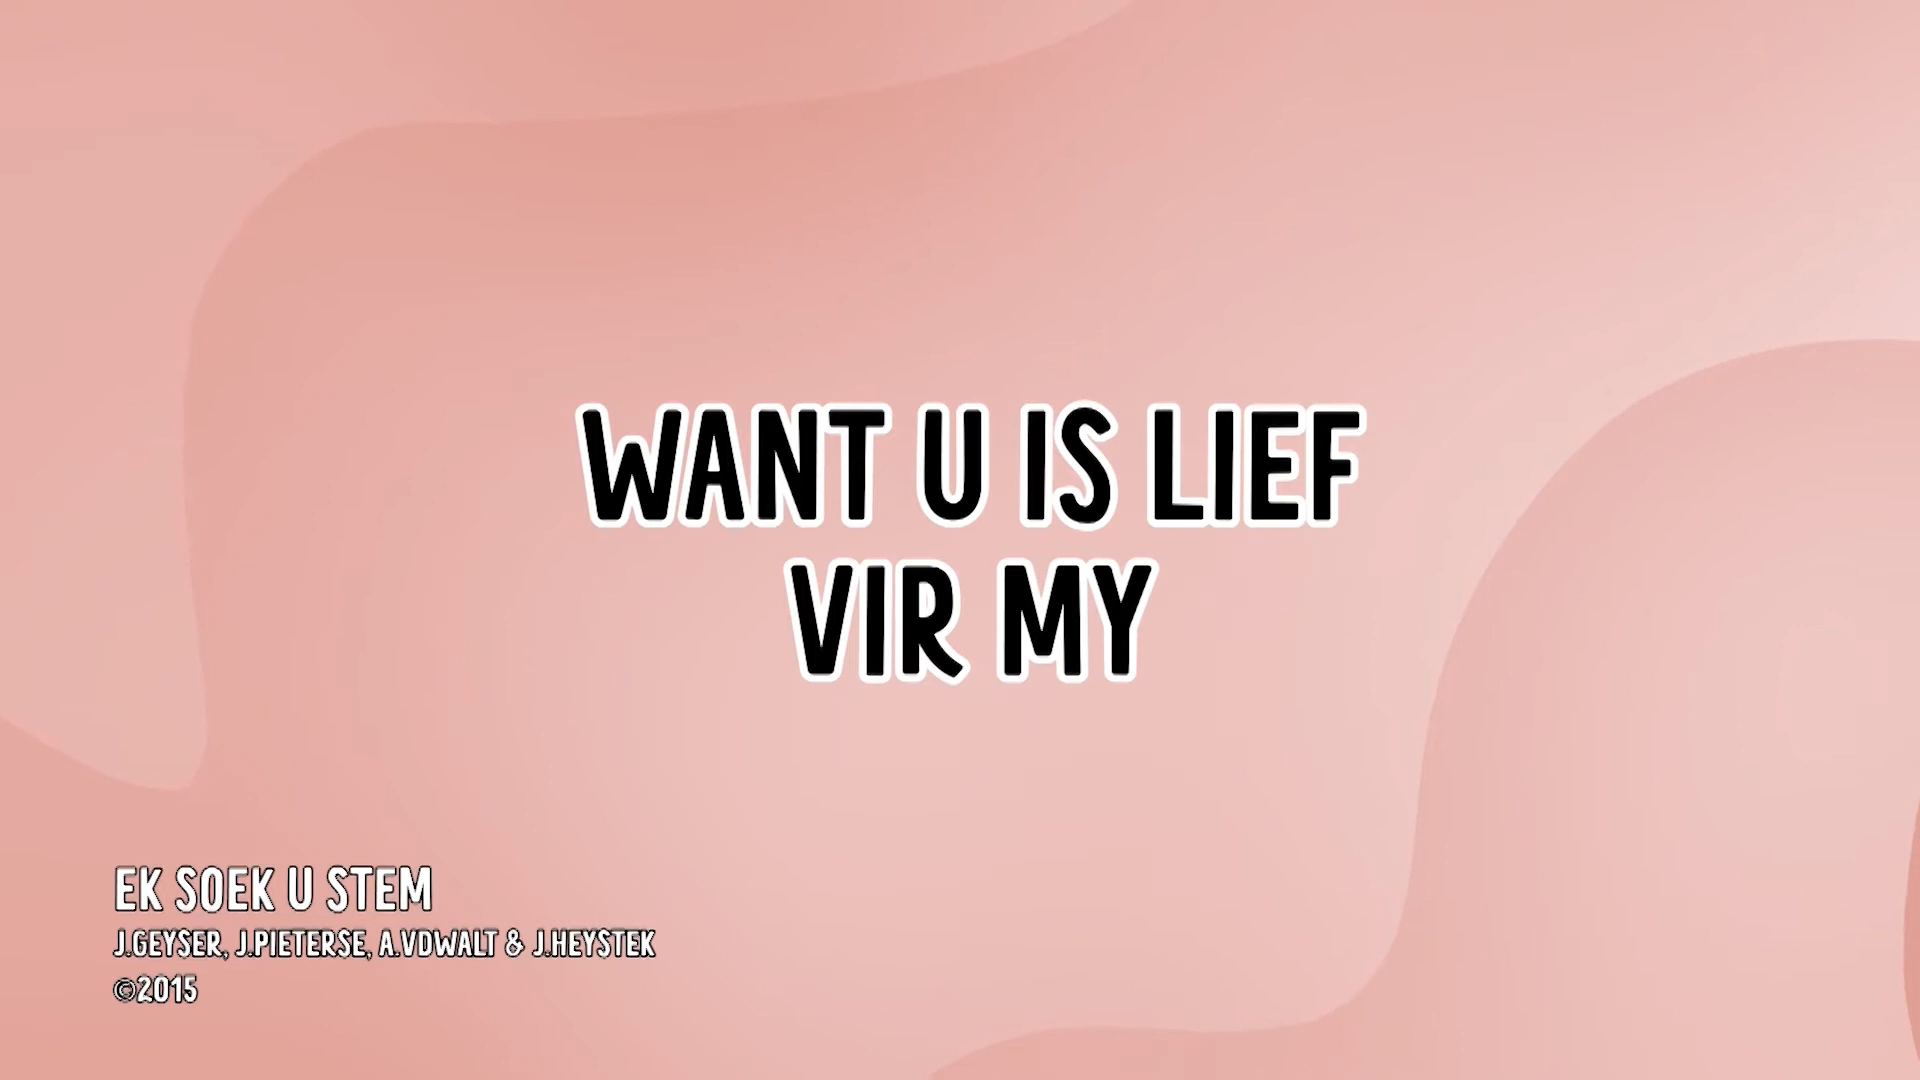 WANT U IS LIEF
VIR MY
EK SOEK U STEM
J.GEYSER, J.PIETERSE, A.VDWALT & J.HEYSTEK
©2015